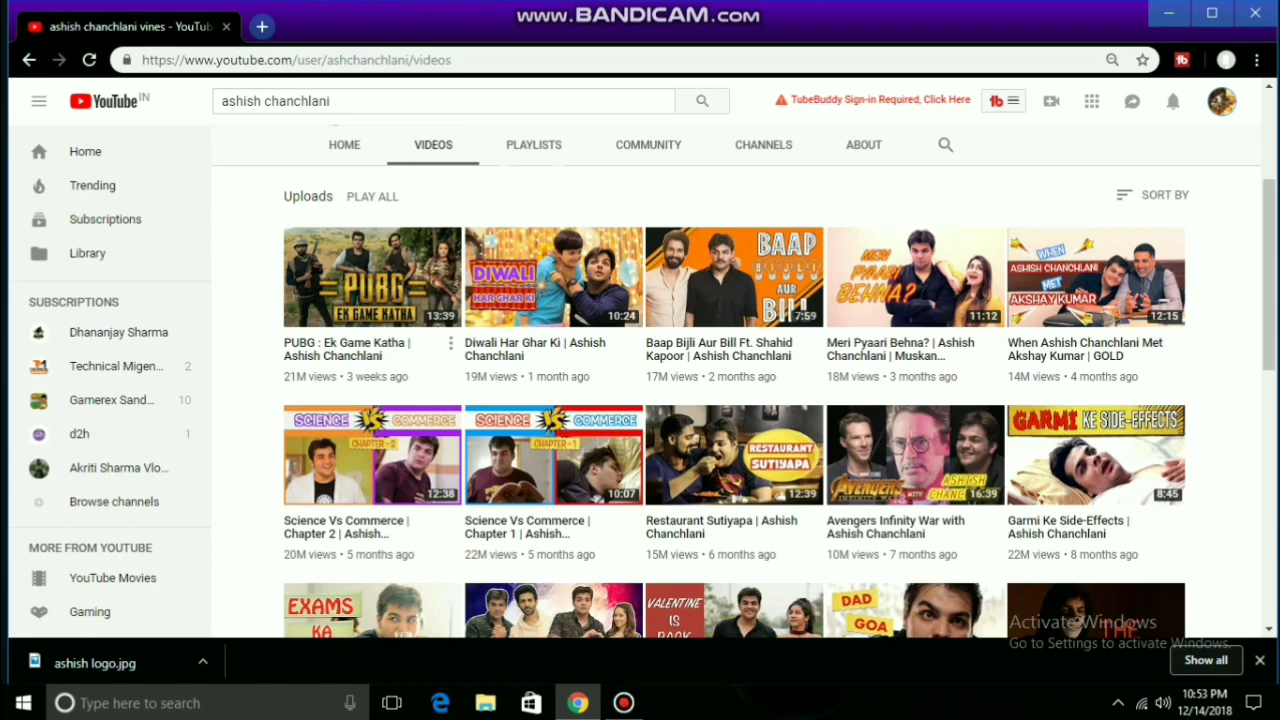 www.BANDICAM.com
ashish chanchlani vines - YouTub
https://www.youtube.com/user/ashchanchlani/videos
YouTube IN
ashish chanchlani
TubeBuddy Sign-in Required, Click Here
HOME
VIDEOS
PLAYLISTS
COMMUNITY
CHANNELS
ABOUT
Home
Trending
Subscriptions
Library
SUBSCRIPTIONS
Dhananjay Sharma
Technical Migen... 2
Gamerex Sand... 10
d2h 1
Akriti Sharma Vlo...
Browse channels
MORE FROM YOUTUBE
YouTube Movies
Gaming
Uploads PLAY ALL
SORT BY
PUBG
EK GAME KATHA
13:39
PUBG : Ek Game Katha |
Ashish Chanchlani
21M views • 3 weeks ago
DIWALI
HAR GHAR KI
10:24
Diwali Har Ghar Ki | Ashish
Chanchlani
19M views • 1 month ago
BAAP
AUR
BILL
7:59
Baap Bijli Aur Bill Ft. Shahid
Kapoor | Ashish Chanchlani
17M views • 2 months ago
MERI
PYAARI
BEHNA?
11:12
Meri Pyaari Behna? | Ashish
Chanchlani | Muskan...
18M views • 3 months ago
WHEN
ASHISH CHANCHLANI
MET
AKSHAY KUMAR
12:15
When Ashish Chanchlani Met
Akshay Kumar | GOLD
14M views • 4 months ago
SCIENCE VS COMMERCE
CHAPTER - 2
12:38
Science Vs Commerce |
Chapter 2 | Ashish...
20M views • 5 months ago
SCIENCE VS COMMERCE
CHAPTER - 1
10:07
Science Vs Commerce |
Chapter 1 | Ashish...
22M views • 5 months ago
RESTAURANT
SUTIYAPA
12:39
Restaurant Sutiyapa | Ashish
Chanchlani
15M views • 6 months ago
AVENGERS
WITH
ASHISH
16:39
Avengers Infinity War with
Ashish Chanchlani
10M views • 7 months ago
GARMI KE SIDE-EFFECTS
8:45
Garmi Ke Side-Effects |
Ashish Chanchlani
22M views • 8 months ago
EXAMS
KA
VALENTINE
IS
BACK
DAD
GOA
THE
Activate Windows
Go to Settings to activate Windows.
ashish logo.jpg
Show all
Type here to search
10:53 PM
12/14/2018